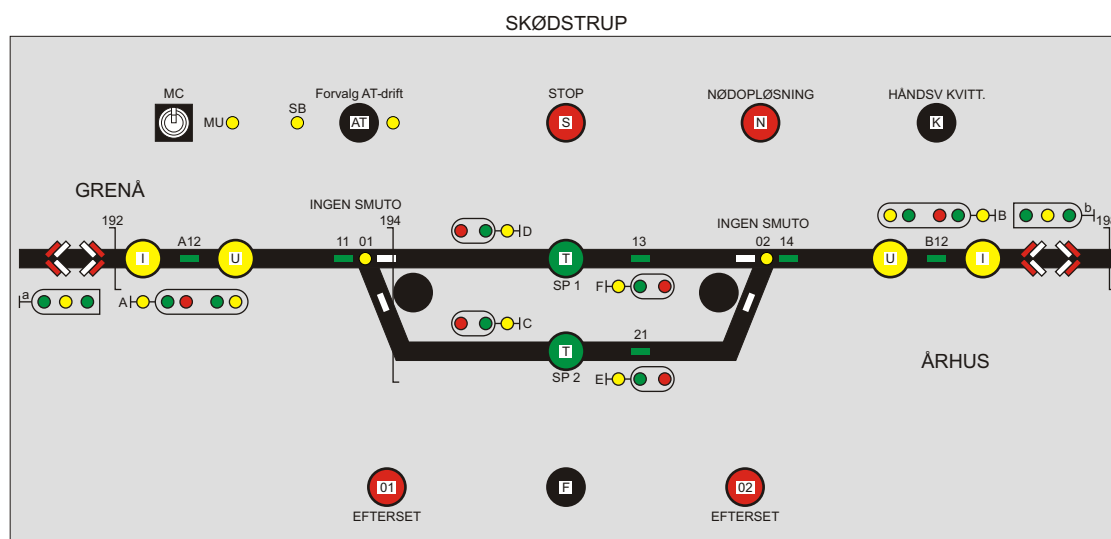 SKØDSTRUP
MC
MU
SB
Forvalg AT-drift
AT
STOP
S
NØDOPLØSNING
N
HÅNDSV KVITT.
K
GRENÅ
192
I
A12
U
INGEN SMUTO
194
11
01
D
T
SP 1
13
F
INGEN SMUTO
02
14
U
B12
I
B
b
a
A
C
T
SP 2
21
E
ÅRHUS
01
EFTERSET
F
02
EFTERSET